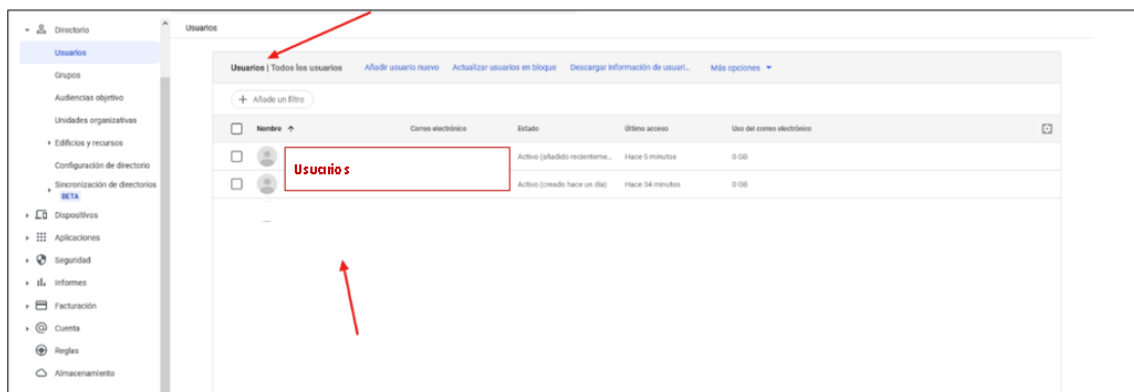 Directorio
Usuarios
Grupos
Audiencias objetivo
Unidades organizativas
Edificios y recursos
Configuración de directorio
Sincronización de directorios
BETA
Dispositivos
Aplicaciones
Seguridad
Informes
Facturación
Cuenta
Reglas
Almacenamiento
Usuarios
Usuarios | Todos los usuarios Añadir usuario nuevo Actualizar usuarios en bloque Descargar información de usuari... Más opciones
+ Añade un filtro
Nombre Correo electrónico Estado Último acceso Uso del correo electrónico
Activo (añadido recienteme... Hace 5 minutos 0 GB
Usuarios
Activo (creado hace un día) Hace 34 minutos 0 GB